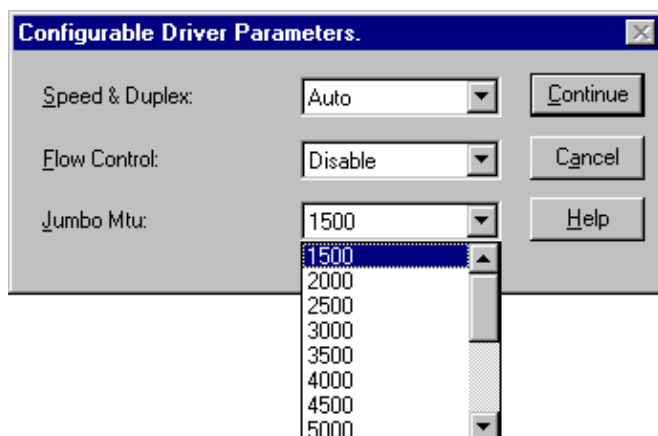 Configurable Driver Parameters.
Speed & Duplex:
Auto
Continue
Flow Control:
Disable
Cancel
Jumbo Mtu:
1500
Help
1500
2000
2500
3000
3500
4000
4500
5000